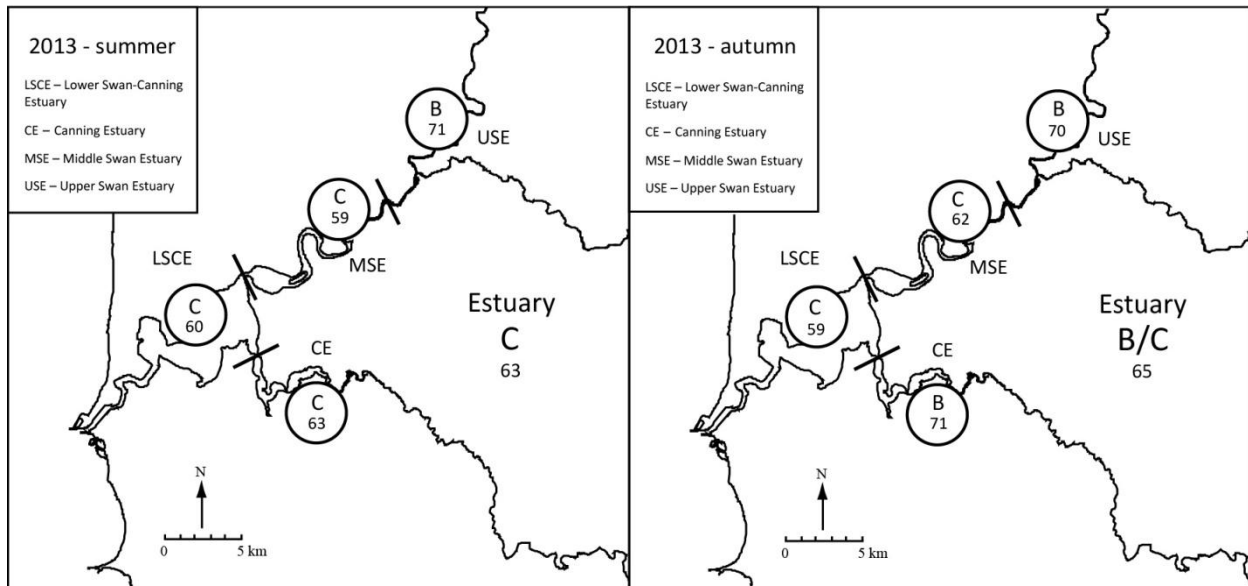 2013 - summer
LSCE – Lower Swan-Canning
Estuary
CE – Canning Estuary
MSE – Middle Swan Estuary
USE – Upper Swan Estuary
B
71
USE
C
59
MSE
LSCE
C
60
Estuary
C
63
CE
C
63
N
0 5 km
2013 - autumn
LSCE – Lower Swan-Canning
Estuary
CE – Canning Estuary
MSE – Middle Swan Estuary
USE – Upper Swan Estuary
B
70
USE
C
62
MSE
LSCE
C
59
Estuary
B/C
65
CE
B
71
N
0 5 km